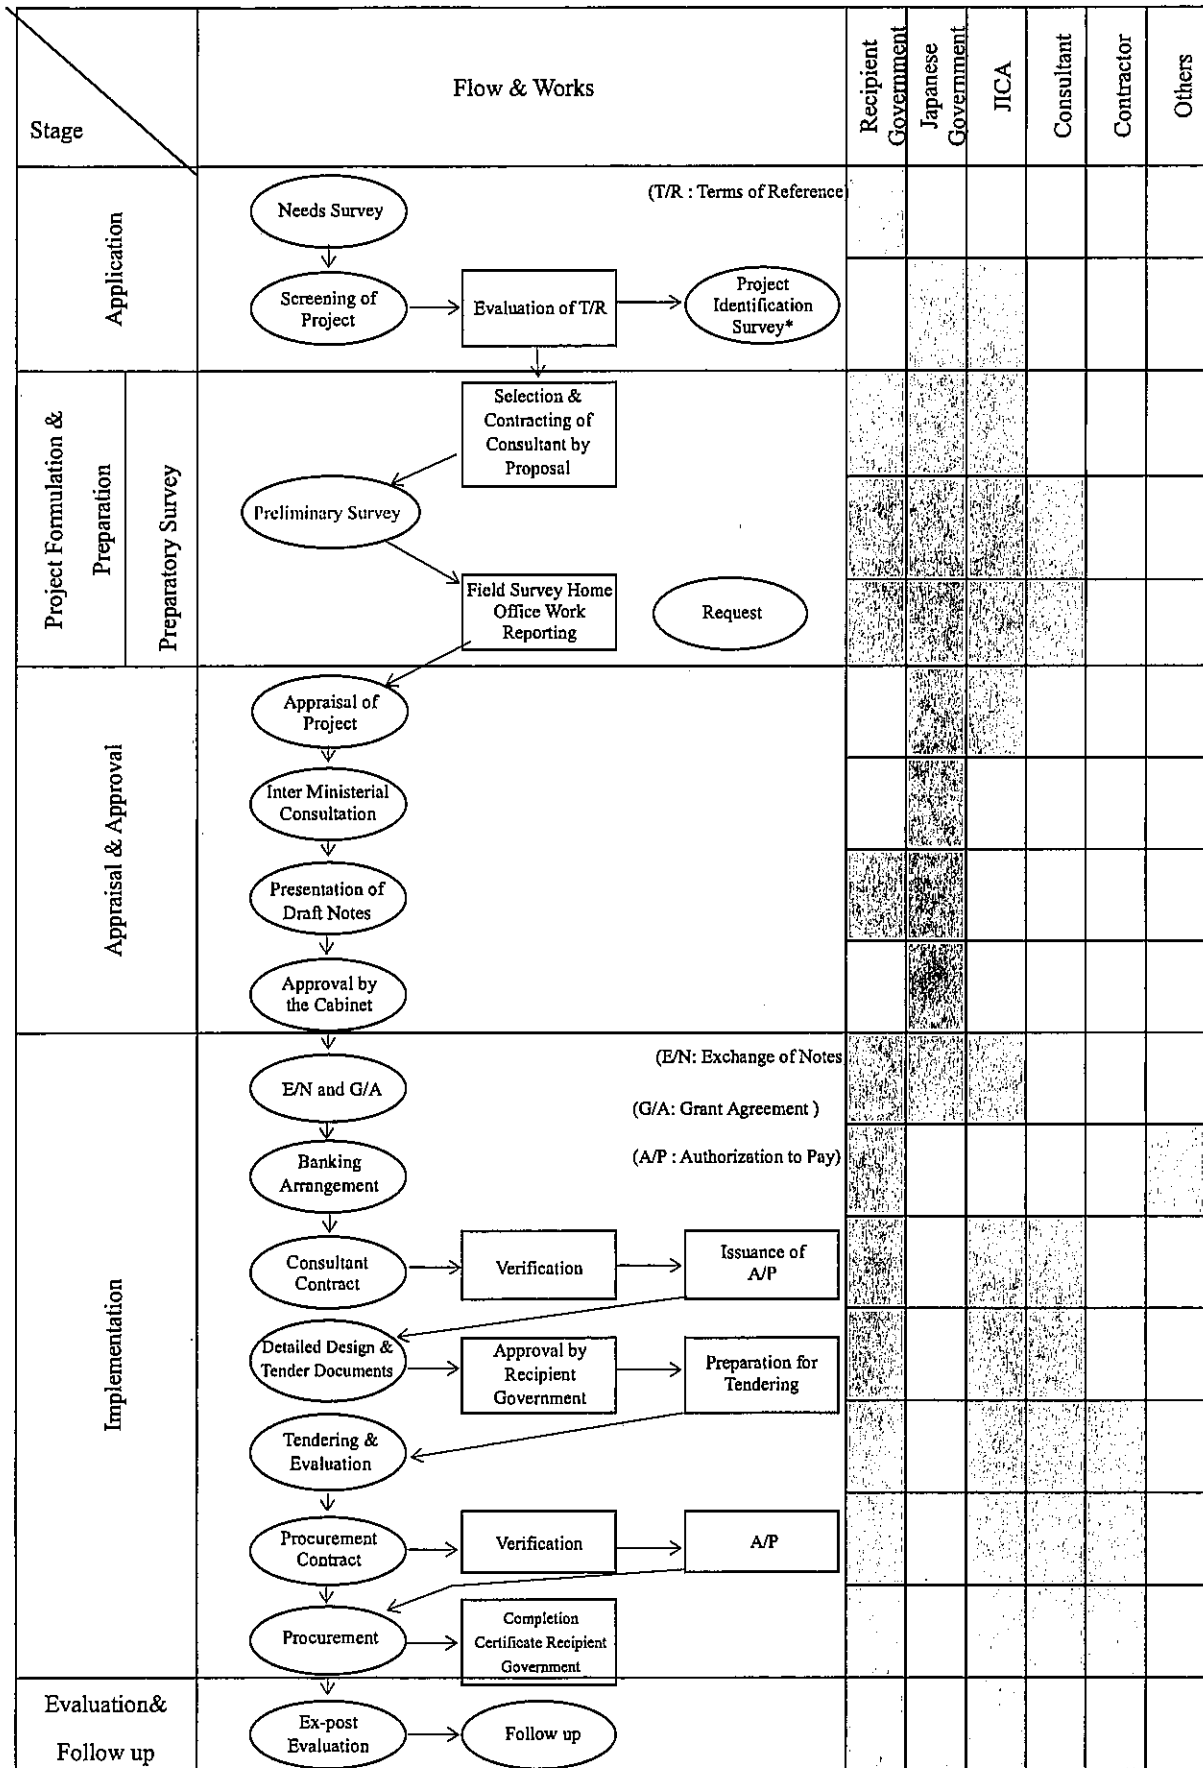 Stage
Flow & Works
Recipient
Government
Japanese
Government
JICA
Consultant
Contractor
Others
Application
(T/R : Terms of Reference)
Needs Survey
Screening of
Project
Evaluation of T/R
Project
Identification
Survey*
Project Formulation &
Preparation
Preparatory Survey
Selection &
Contracting of
Consultant by
Proposal
Preliminary Survey
Field Survey Home
Office Work
Reporting
Request
Appraisal & Approval
Appraisal of
Project
Inter Ministerial
Consultation
Presentation of
Draft Notes
Approval by
the Cabinet
Implementation
(E/N: Exchange of Notes
E/N and G/A
(G/A: Grant Agreement )
Banking
Arrangement
(A/P : Authorization to Pay)
Consultant
Contract
Verification
Issuance of
A/P
Detailed Design &
Tender Documents
Approval by
Recipient
Government
Preparation for
Tendering
Tendering &
Evaluation
Procurement
Contract
Verification
A/P
Procurement
Completion
Certificate Recipient
Government
Evaluation&
Follow up
Ex-post
Evaluation
Follow up